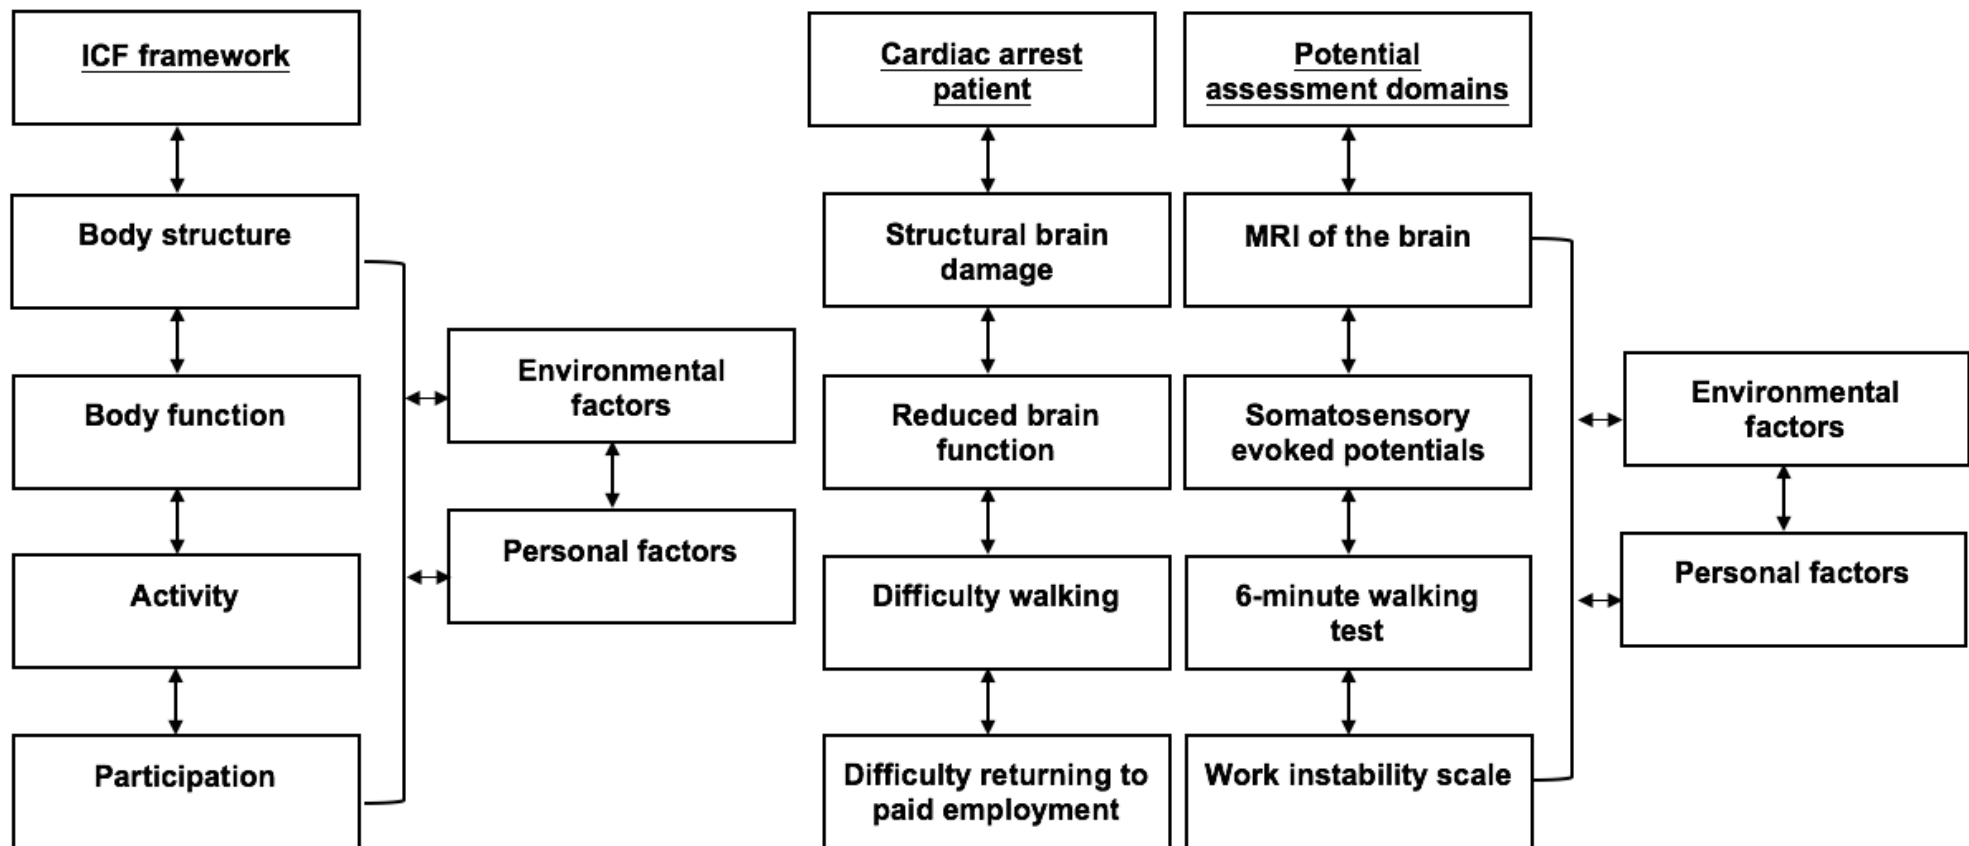 ICF framework
Body structure
Body function
Activity
Participation
Environmental
factors
Personal factors
Cardiac arrest
patient
Structural brain
damage
Reduced brain
function
Difficulty walking
Difficulty returning to
paid employment
Potential
assessment domains
MRI of the brain
Somatosensory
evoked potentials
6-minute walking
test
Work instability scale
Environmental
factors
Personal factors